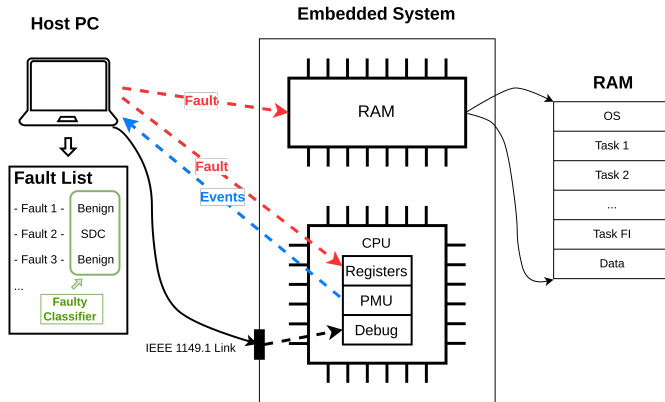 Host PC
Embedded System
Fault
RAM
Fault
Events
Fault List
- Fault 1 - Benign
- Fault 2 - SDC
- Fault 3 - Benign
...
Faulty
Classifier
CPU
Registers
PMU
Debug
IEEE 1149.1 Link
RAM
OS
Task 1
Task 2
...
Task FI
Data